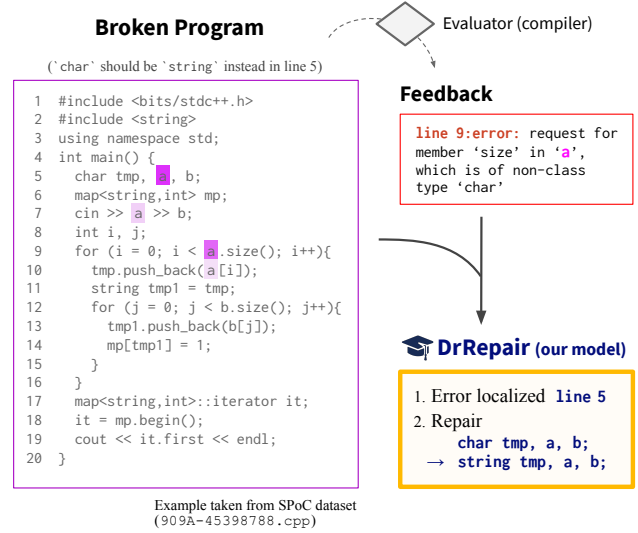 Broken Program
Evaluator (compiler)
(`char` should be `string` instead in line 5)
1 #include <bits/stdc++.h>
2 #include <string>
3 using namespace std;
4 int main() {
5 char tmp, a, b;
6 map<string,int> mp;
7 cin >> a >> b;
8 int i, j;
9 for (i = 0; i < a.size(); i++){
10 tmp.push_back(a[i]);
11 string tmp1 = tmp;
12 for (j = 0; j < b.size(); j++){
13 tmp1.push_back(b[j]);
14 mp[tmp1] = 1;
15 }
16 }
17 map<string,int>::iterator it;
18 it = mp.begin();
19 cout << it.first << endl;
20 }
Example taken from SPoC dataset
(909A-45398788.cpp)
Feedback
line 9:error: request for
member ‘size’ in ‘a’,
which is of non-class
type ‘char’
DrRepair (our model)
1. Error localized line 5
2. Repair
char tmp, a, b;
→ string tmp, a, b;